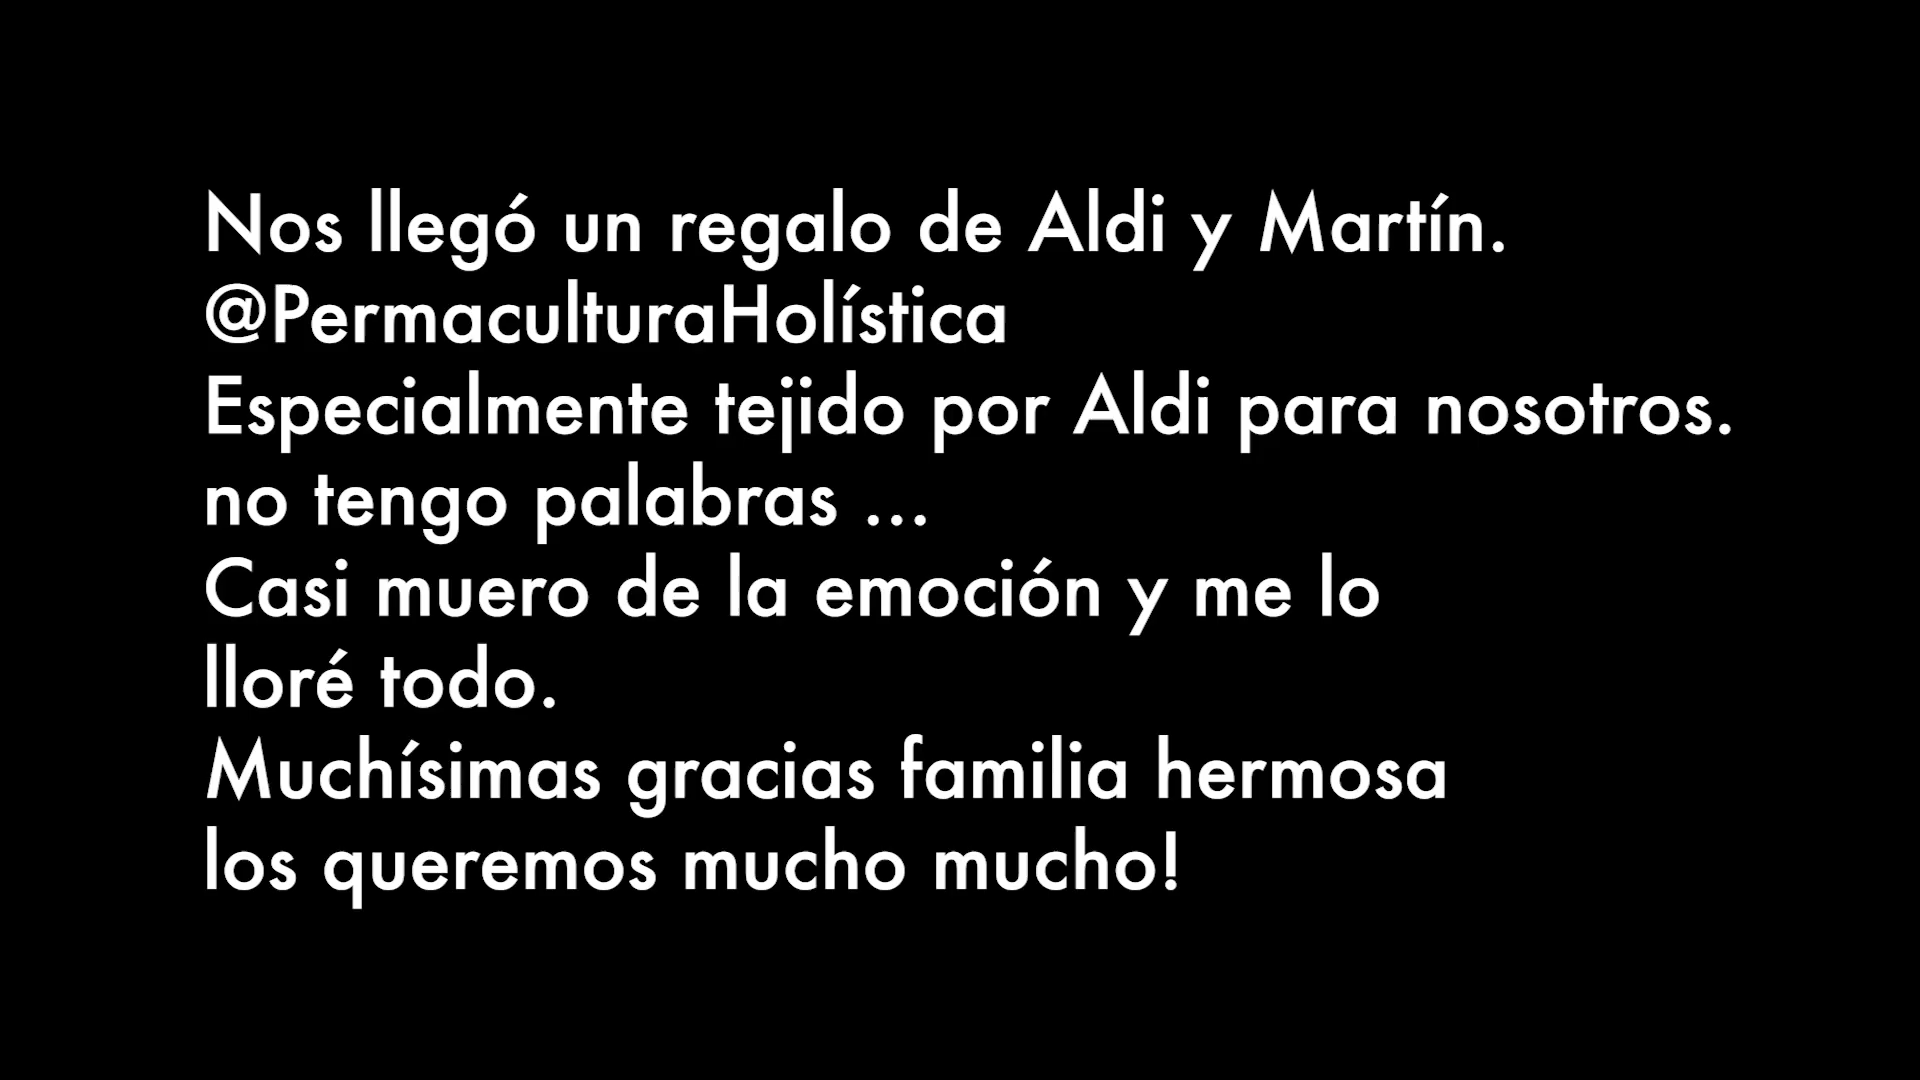 Nos llegó un regalo de Aldi y Martín.
@PermaculturaHolística
Especialmente tejido por Aldi para nosotros.
no tengo palabras ...
Casi muero de la emoción y me lo
lloré todo.
Muchísimas gracias familia hermosa
los queremos mucho mucho!